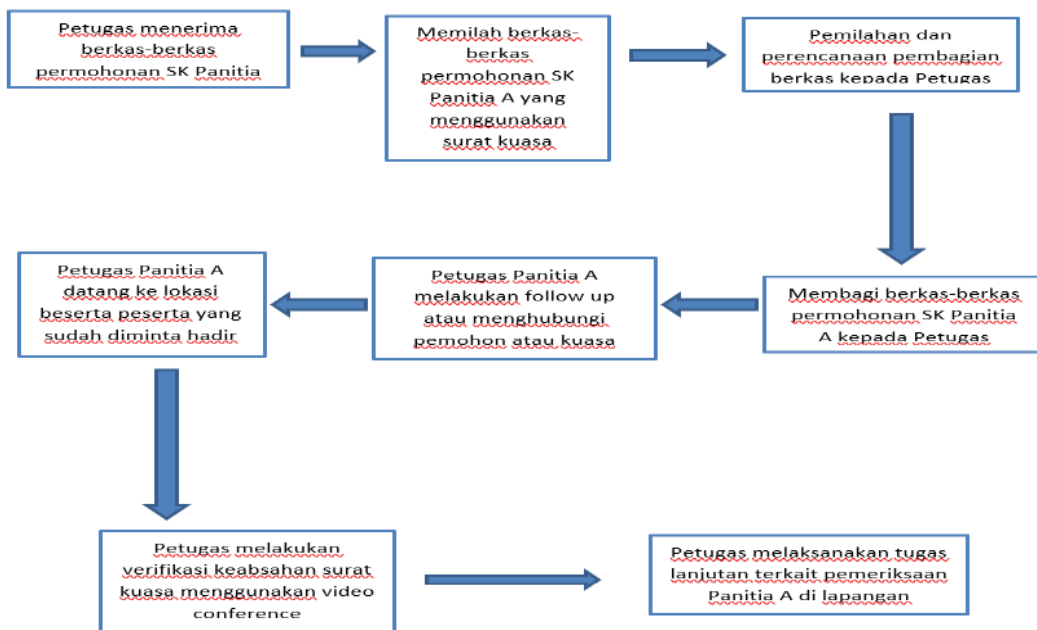 Petugas menerima
berkas-berkas
permohonan SK Panitia
Memilah berkas-
berkas
permohonan SK
Panitia A yang
menggunakan
surat kuasa
Pemilahan dan
perencanaan pembagian
berkas kepada Petugas
Membagi berkas-berkas
permohonan SK Panitia
A kepada Petugas
Petugas Panitia A
melakukan follow up
atau menghubungi
pemohon atau kuasa
Petugas Panitia A
datang ke lokasi
beserta peserta yang
sudah diminta hadir
Petugas melakukan
verifikasi keabsahan surat
kuasa menggunakan video
conference
Petugas melaksanakan tugas
lanjutan terkait pemeriksaan
Panitia A di lapangan